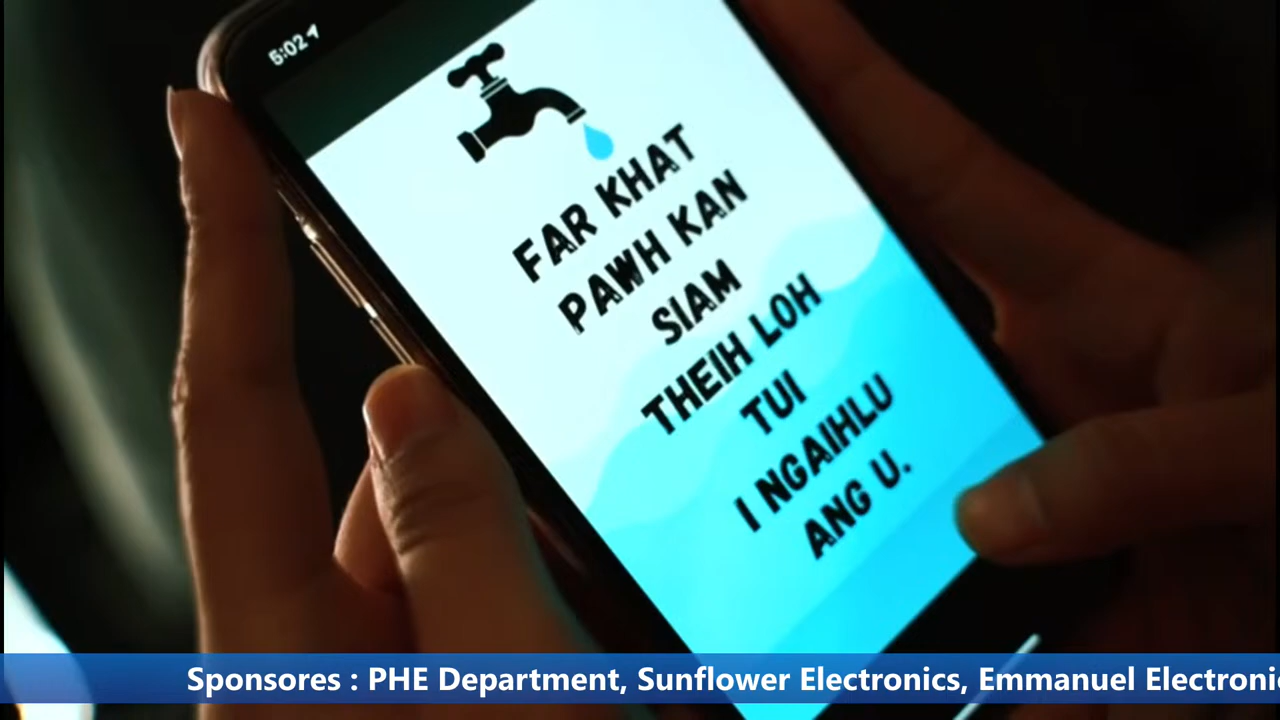 5:02
FAR KHAT
PAWH KAN
SIAM
THEIH LOH
TUI
I NGAIHLU
ANG U.
Sponsores : PHE Department, Sunflower Electronics, Emmanuel Electroni